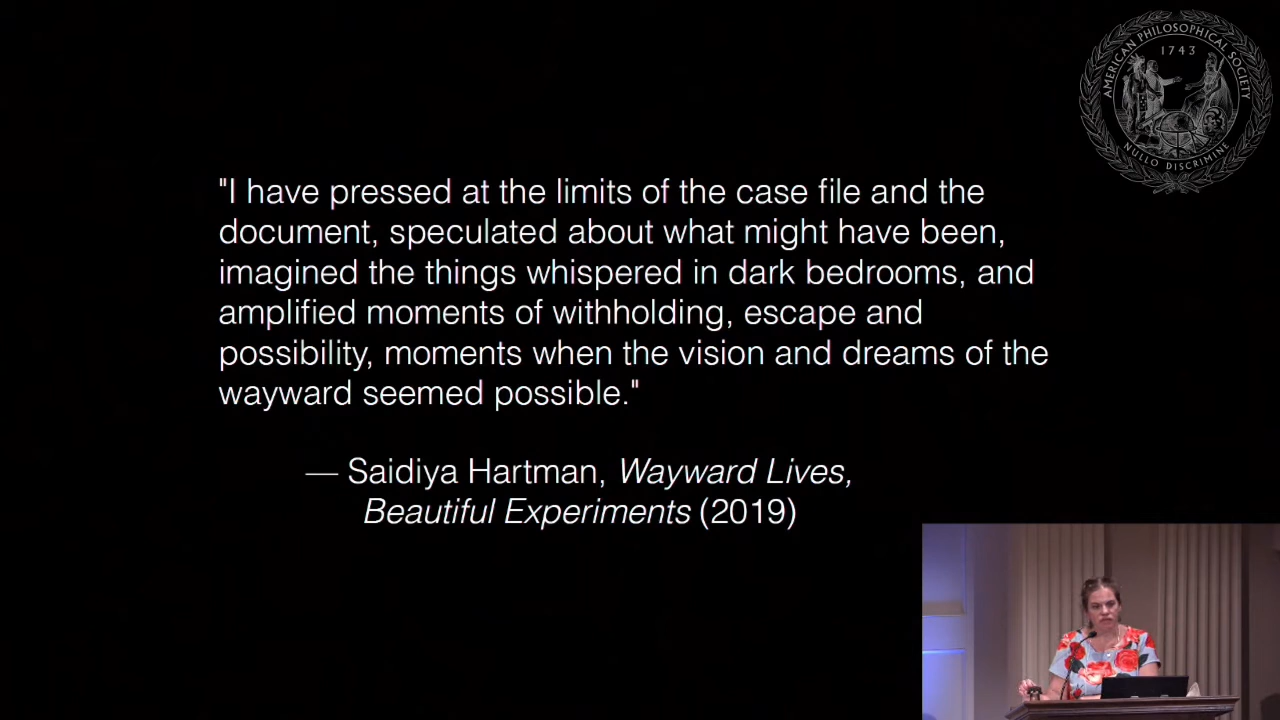 AMERICAN PHILOSOPHICAL SOCIETY
1743
NULLO DISCRIMINE
"I have pressed at the limits of the case file and the
document, speculated about what might have been,
imagined the things whispered in dark bedrooms, and
amplified moments of withholding, escape and
possibility, moments when the vision and dreams of the
wayward seemed possible."
— Saidiya Hartman, Wayward Lives,
Beautiful Experiments (2019)